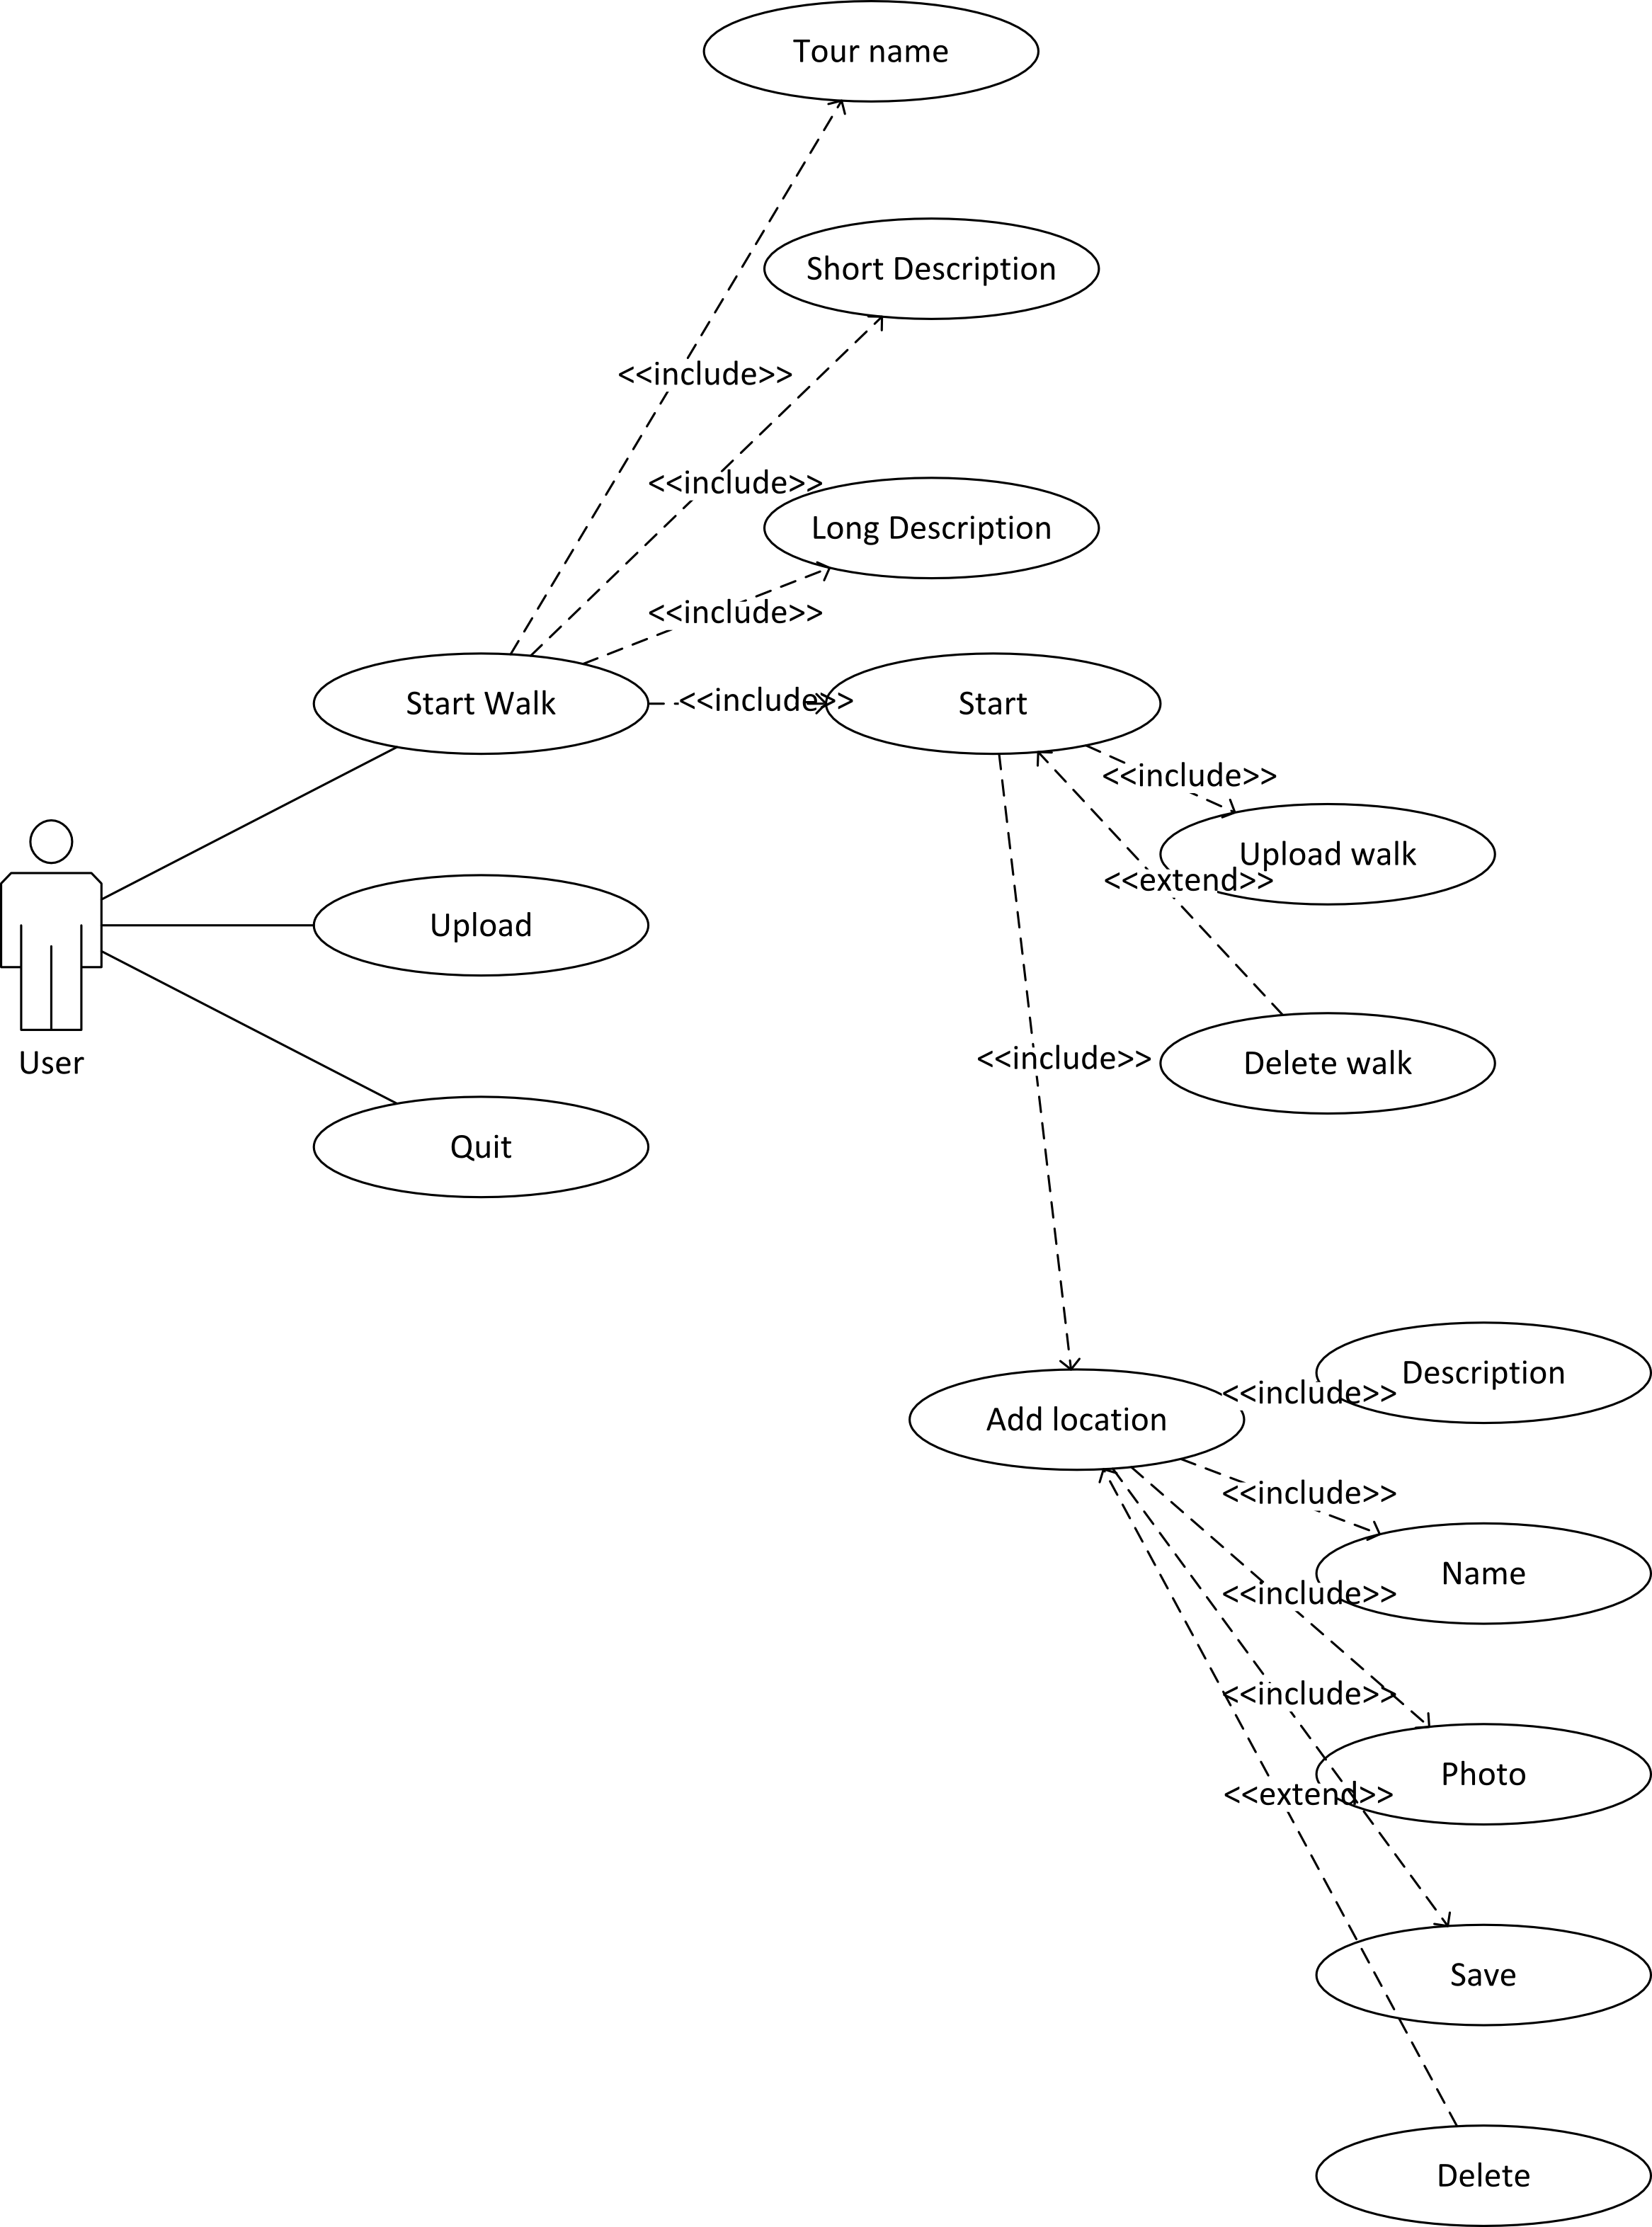 Tour name
Short Description
<<include>>
<<include>>
Long Description
<<include>>
Start Walk
<<include>>
Start
<<include>>
Upload walk
<<extend>>
Upload
User
<<include>>
Delete walk
Quit
Description
<<include>>
Add location
<<include>>
Name
<<include>>
<<include>>
Photo
<<extend>>
Save
Delete